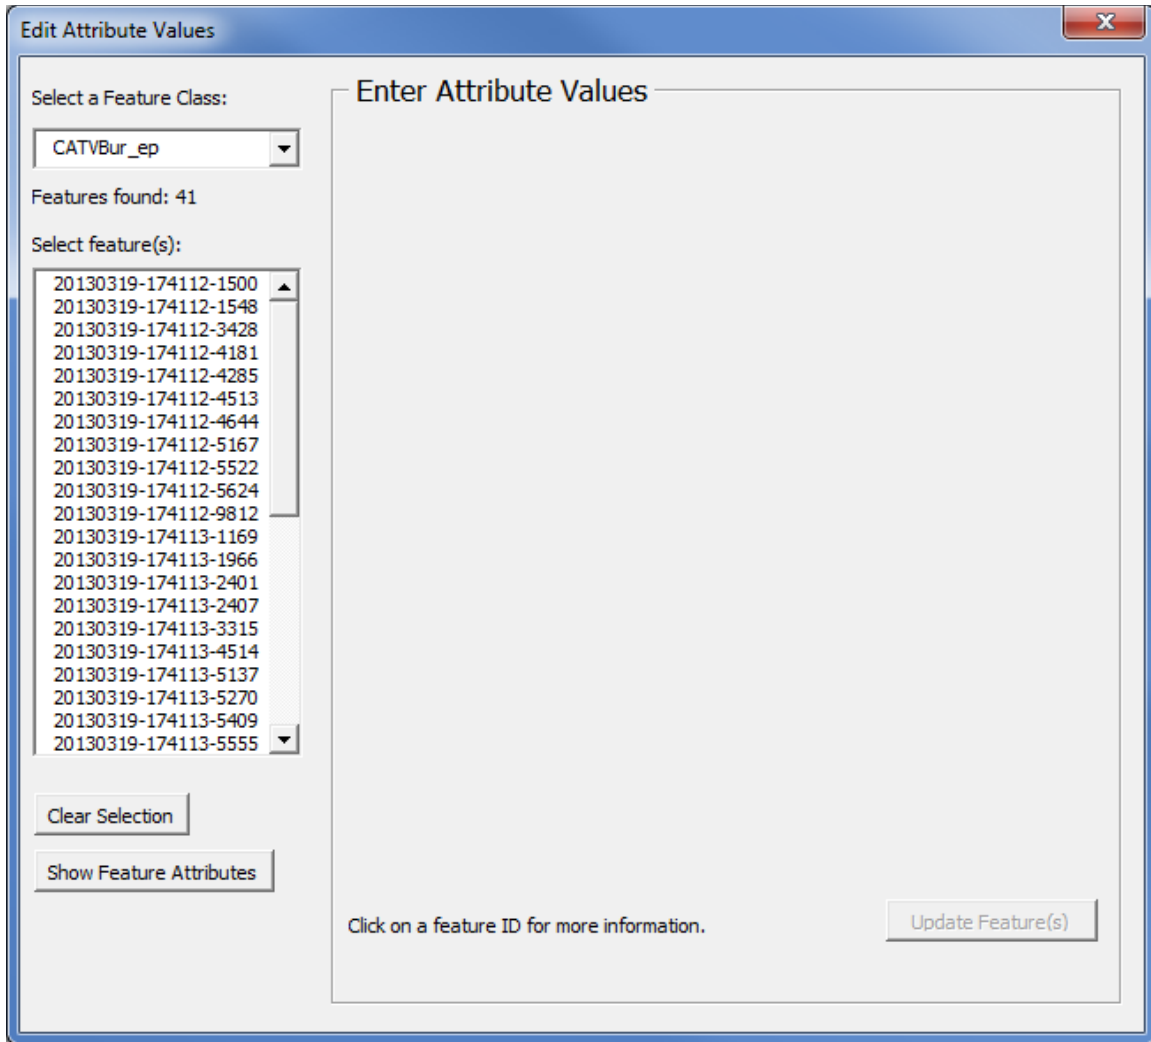 Edit Attribute Values
Select a Feature Class:
CATVBur_ep
Features found: 41
Select feature(s):
20130319-174112-1500
20130319-174112-1548
20130319-174112-3428
20130319-174112-4181
20130319-174112-4285
20130319-174112-4513
20130319-174112-4644
20130319-174112-5167
20130319-174112-5522
20130319-174112-5624
20130319-174112-9812
20130319-174113-1169
20130319-174113-1966
20130319-174113-2401
20130319-174113-2407
20130319-174113-3315
20130319-174113-4514
20130319-174113-5137
20130319-174113-5270
20130319-174113-5409
20130319-174113-5555
Clear Selection
Show Feature Attributes
Enter Attribute Values
Click on a feature ID for more information.
Update Feature(s)